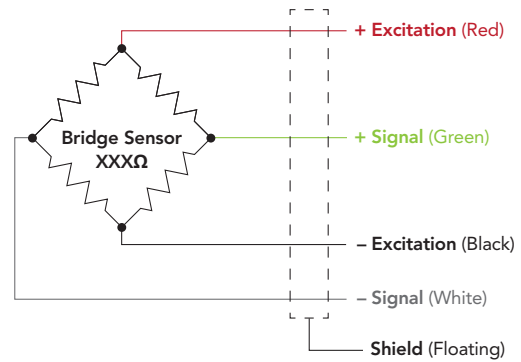 + Excitation (Red)
Bridge Sensor
XXXΩ
+ Signal (Green)
– Excitation (Black)
– Signal (White)
Shield (Floating)